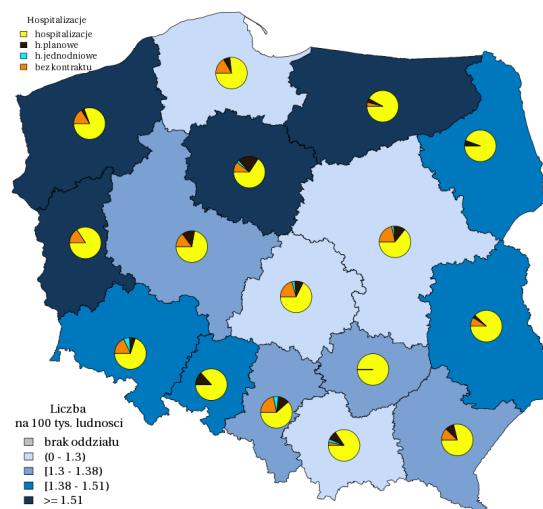 Hospitalizacje
hospitalizacje
h.planowe
h.jednodniowe
bez kontraktu
Liczba
na 100 tys. ludnosci
brak oddziału
(0 - 1.3)
[1.3 - 1.38)
[1.38 - 1.51)
>= 1.51